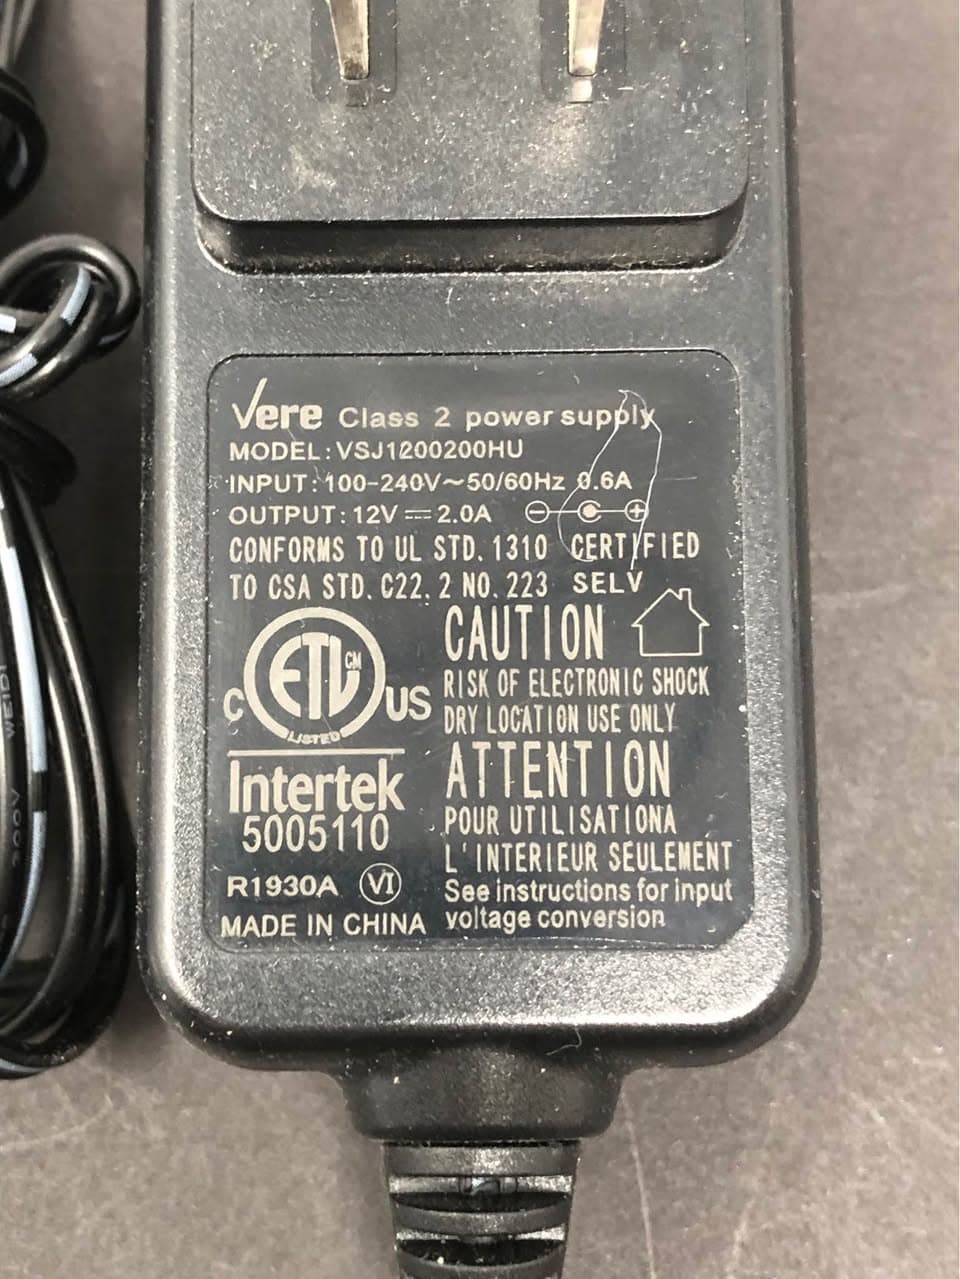 Vere Class 2 power supply
MODEL:VSJ1200200HU
INPUT:100-240V~50/60Hz 0.6A
OUTPUT:12V⎓2.0A
CONFORMS TO UL STD. 1310 CERTIFIED
TO CSA STD. C22.2 NO. 223 SELV
CAUTION
RISK OF ELECTRONIC SHOCK
DRY LOCATION USE ONLY
ATTENTION
POUR UTILISATIONA
L'INTERIEUR SEULEMENT
See instructions for input
voltage conversion
C ETL CM US
LISTED
Intertek
5005110
R1930A VI
MADE IN CHINA